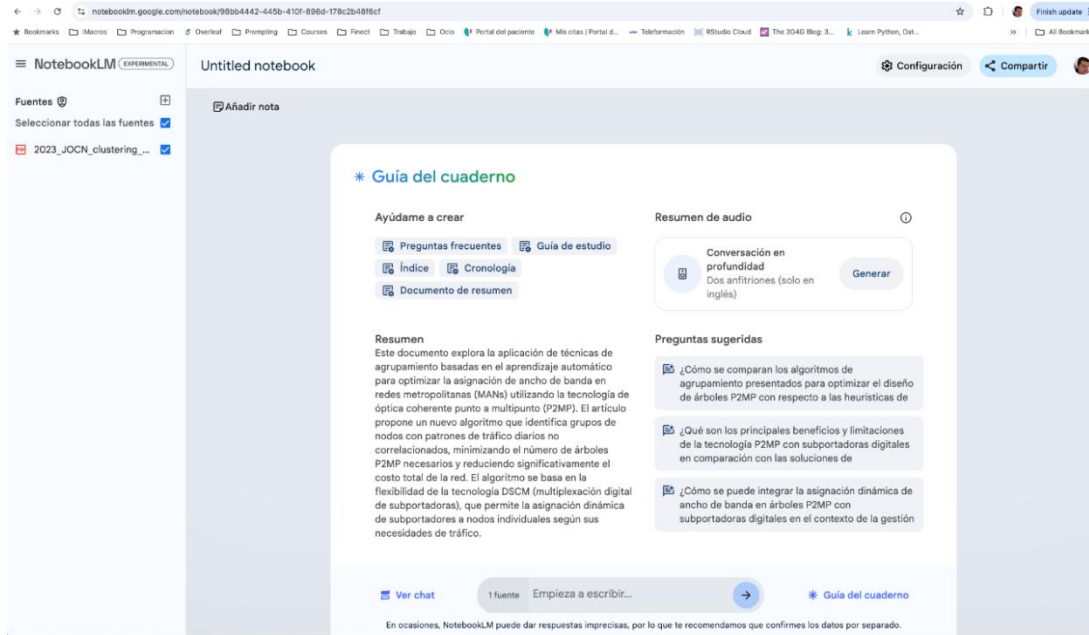 notebooklm.google.com/notebook/98bb4442-445b-410f-896d-178c2b48f6cf
Finish update
Bookmarks iMacros Programacion Overleaf Prompting Courses Finect Trabajo Ocio Portal del paciente Mis citas | Portal d... Teleformación RStudio Cloud The 3G4G Blog: 3... Learn Python, Dat... >> All Bookmark
NotebookLM EXPERIMENTAL
Untitled notebook
Configuración
Compartir
Fuentes
Seleccionar todas las fuentes
2023_JOCN_clustering_...
Añadir nota
Guía del cuaderno
Ayúdame a crear
Preguntas frecuentes Guía de estudio
Índice Cronología
Documento de resumen
Resumen de audio
Conversación en
profundidad
Dos anfitriones (solo en
inglés)
Generar
Resumen
Este documento explora la aplicación de técnicas de
agrupamiento basadas en el aprendizaje automático
para optimizar la asignación de ancho de banda en
redes metropolitanas (MANs) utilizando la tecnología de
óptica coherente punto a multipunto (P2MP). El artículo
propone un nuevo algoritmo que identifica grupos de
nodos con patrones de tráfico diarios no
correlacionados, minimizando el número de árboles
P2MP necesarios y reduciendo significativamente el
costo total de la red. El algoritmo se basa en la
flexibilidad de la tecnología DSCM (multiplexación digital
de subportadoras), que permite la asignación dinámica
de subportadores a nodos individuales según sus
necesidades de tráfico.
Preguntas sugeridas
¿Cómo se comparan los algoritmos de
agrupamiento presentados para optimizar el diseño
de árboles P2MP con respecto a las heurísticas de
¿Qué son los principales beneficios y limitaciones
de la tecnología P2MP con subportadoras digitales
en comparación con las soluciones de
¿Cómo se puede integrar la asignación dinámica de
ancho de banda en árboles P2MP con
subportadoras digitales en el contexto de la gestión
Ver chat
1 fuente Empieza a escribir...
Guía del cuaderno
En ocasiones, NotebookLM puede dar respuestas imprecisas, por lo que te recomendamos que confirmes los datos por separado.